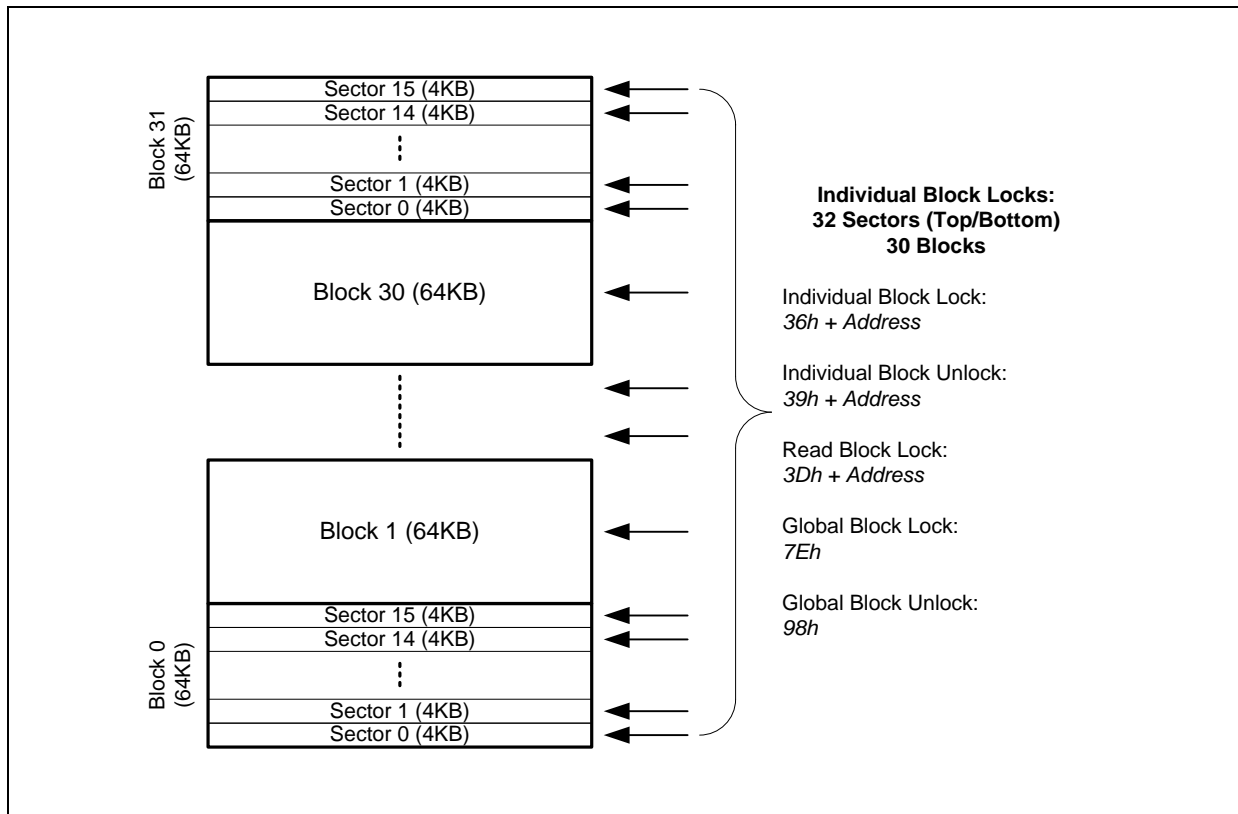 Block 31
(64KB)
Sector 15 (4KB)
Sector 14 (4KB)
Sector 1 (4KB)
Sector 0 (4KB)
Block 30 (64KB)
Block 1 (64KB)
Block 0
(64KB)
Sector 15 (4KB)
Sector 14 (4KB)
Sector 1 (4KB)
Sector 0 (4KB)
Individual Block Locks:
32 Sectors (Top/Bottom)
30 Blocks
Individual Block Lock:
36h + Address
Individual Block Unlock:
39h + Address
Read Block Lock:
3Dh + Address
Global Block Lock:
7Eh
Global Block Unlock:
98h